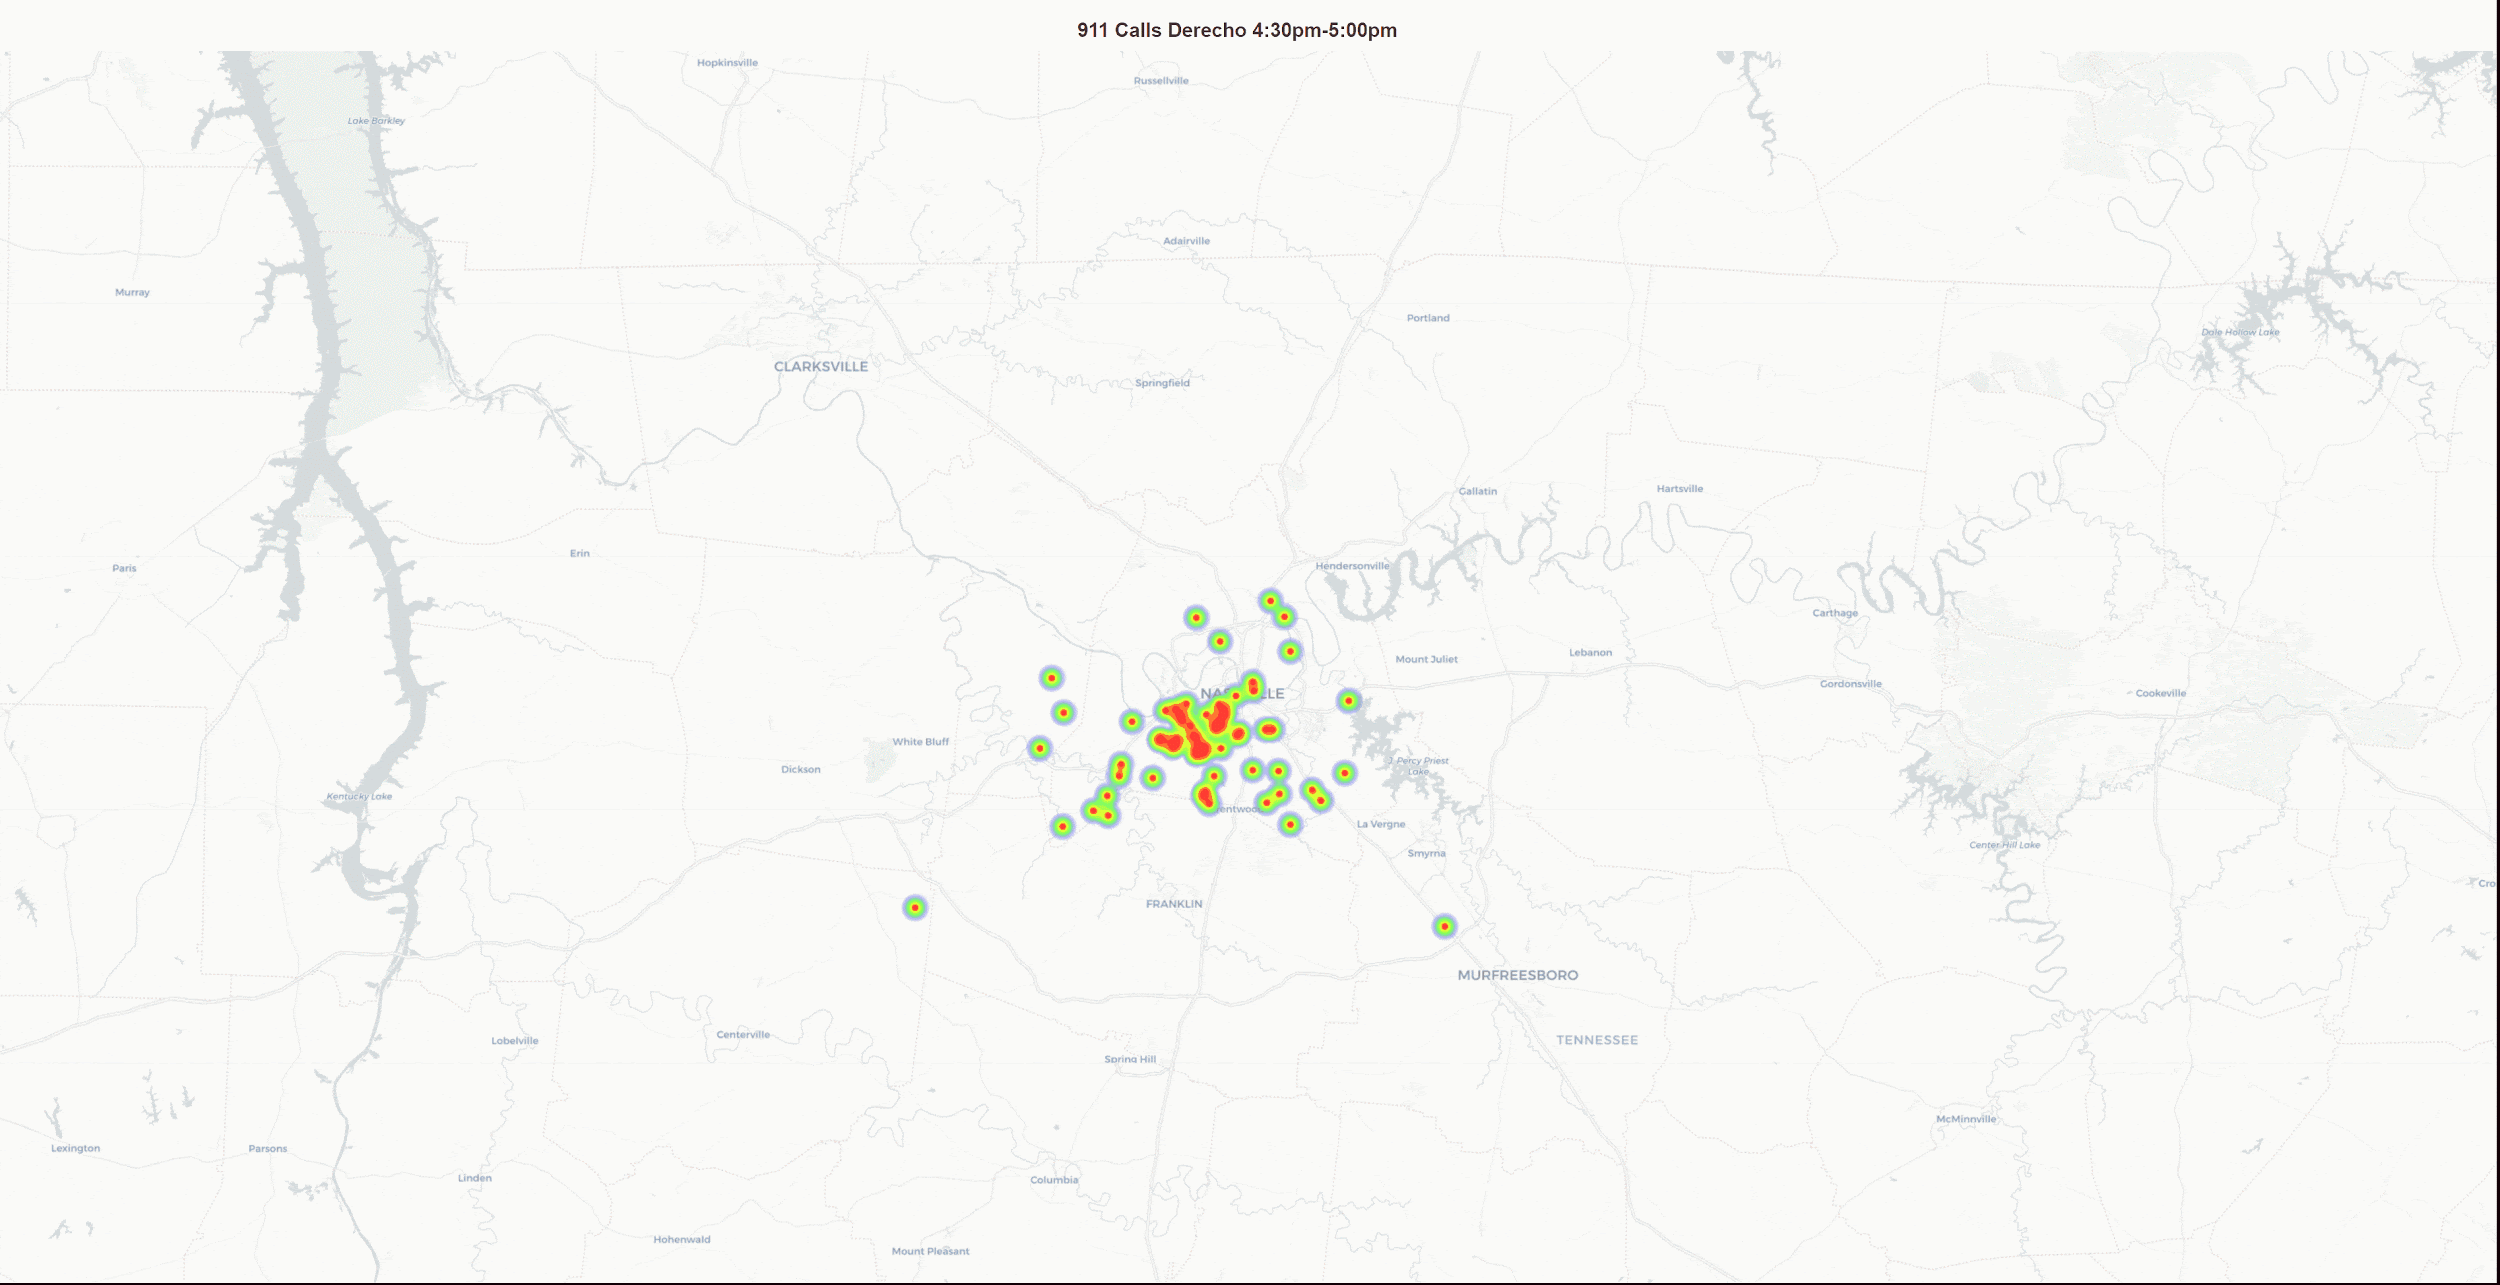 911 Calls Derecho 4:30pm-5:00pm
Hopkinsville
Russellville
Lake Barkley
Adairville
Murray
Portland
Dale Hollow Lake
CLARKSVILLE
Springfield
Gallatin
Hartsville
Erin
Hendersonville
Paris
Carthage
Lebanon
Mount Juliet
Gordonsville
Cookeville
White Bluff
J. Percy Priest
Lake
Dickson
Kentucky Lake
La Vergne
Center Hill Lake
Smyrna
FRANKLIN
MURFREESBORO
Centerville
TENNESSEE
Lobelville
Spring Hill
McMinnville
Lexington
Parsons
Linden
Columbia
Hohenwald
Mount Pleasant